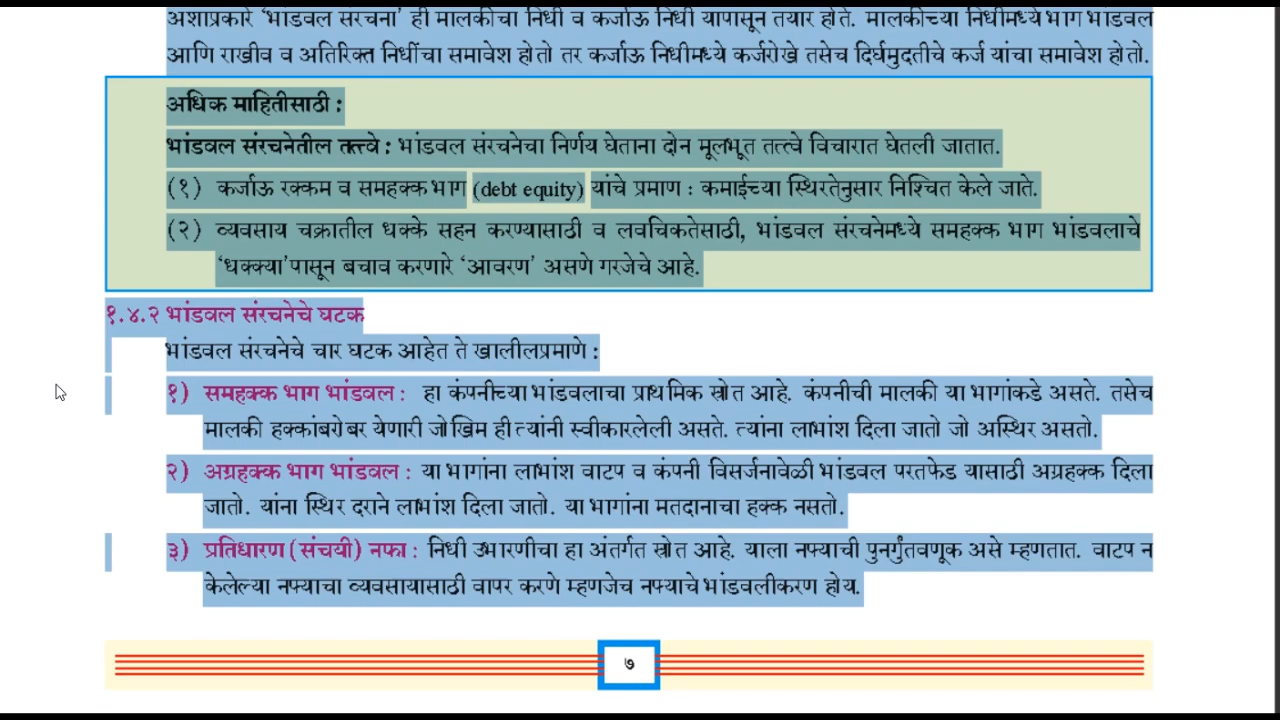 अशाप्रकारे 'भांडवल संरचना' ही मालकीचा निधी व कर्जाऊ निधी यापासून तयार होते. मालकीच्या निधीमध्ये भाग भांडवल
आणि राखीव व अतिरिक्त निधींचा समावेश होतो तर कर्जाऊ निधीमध्ये कर्जरोखे तसेच दिर्घमुदतीचे कर्ज यांचा समावेश होतो.
अधिक माहितीसाठी :
भांडवल संरचनेतील तत्त्वे : भांडवल संरचनेचा निर्णय घेताना दोन मूलभूत तत्त्वे विचारात घेतली जातात.
(१) कर्जाऊ रक्कम व समहक्क भाग (debt equity) यांचे प्रमाण : कमाईच्या स्थिरतेनुसार निश्चित केले जाते.
(२) व्यवसाय चक्रातील धक्के सहन करण्यासाठी व लवचिकतेसाठी, भांडवल संरचनेमध्ये समहक्क भाग भांडवलाचे
'धक्क्या'पासून बचाव करणारे 'आवरण' असणे गरजेचे आहे.
१.४.२ भांडवल संरचनेचे घटक
भांडवल संरचनेचे चार घटक आहेत ते खालीलप्रमाणे :
१) समहक्क भाग भांडवल : हा कंपनीच्या भांडवलाचा प्राथमिक स्रोत आहे. कंपनीची मालकी या भागांकडे असते. तसेच
मालकी हक्कांबरोबर येणारी जोखिम ही त्यांनी स्वीकारलेली असते. त्यांना लाभांश दिला जातो जो अस्थिर असतो.
२) अग्रहक्क भाग भांडवल : या भागांना लाभांश वाटप व कंपनी विसर्जनावेळी भांडवल परतफेड यासाठी अग्रहक्क दिला
जातो. यांना स्थिर दराने लाभांश दिला जातो. या भागांना मतदानाचा हक्क नसतो.
३) प्रतिधारण (संचयी) नफा : निधी उभारणीचा हा अंतर्गत स्रोत आहे. याला नफ्याची पुनर्गुंतवणूक असे म्हणतात. वाटप न
केलेल्या नफ्याचा व्यवसायासाठी वापर करणे म्हणजेच नफ्याचे भांडवलीकरण होय.
७